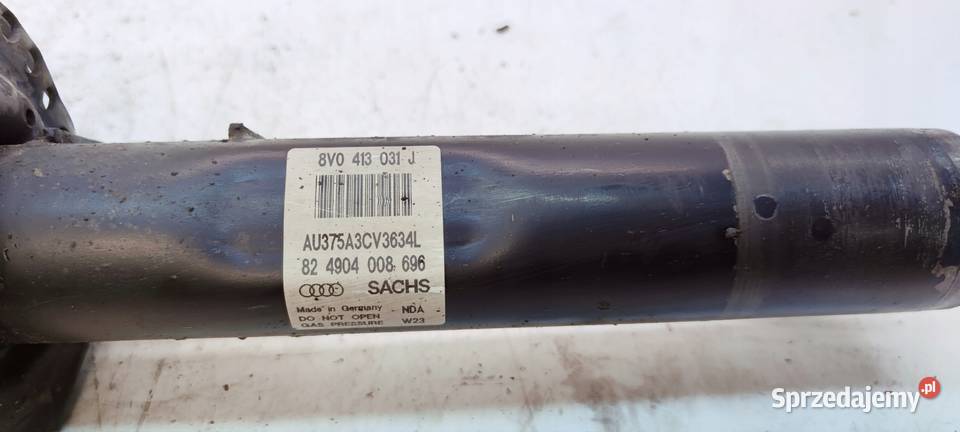 8V0 413 031 J
AU375A3CV3634L
82 4904 008 696
SACHS
Made in Germany NDA
DO NOT OPEN
GAS PRESSURE W23
Sprzedajemy .pl